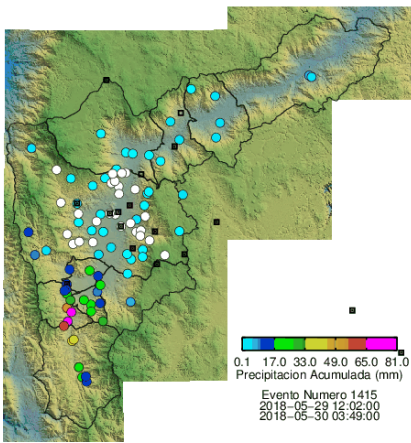 0.1 17.0 33.0 49.0 65.0 81.0
Precipitacion Acumulada (mm)
Evento Numero 1415
2018-05-29 12:02:00
2018-05-30 03:49:00